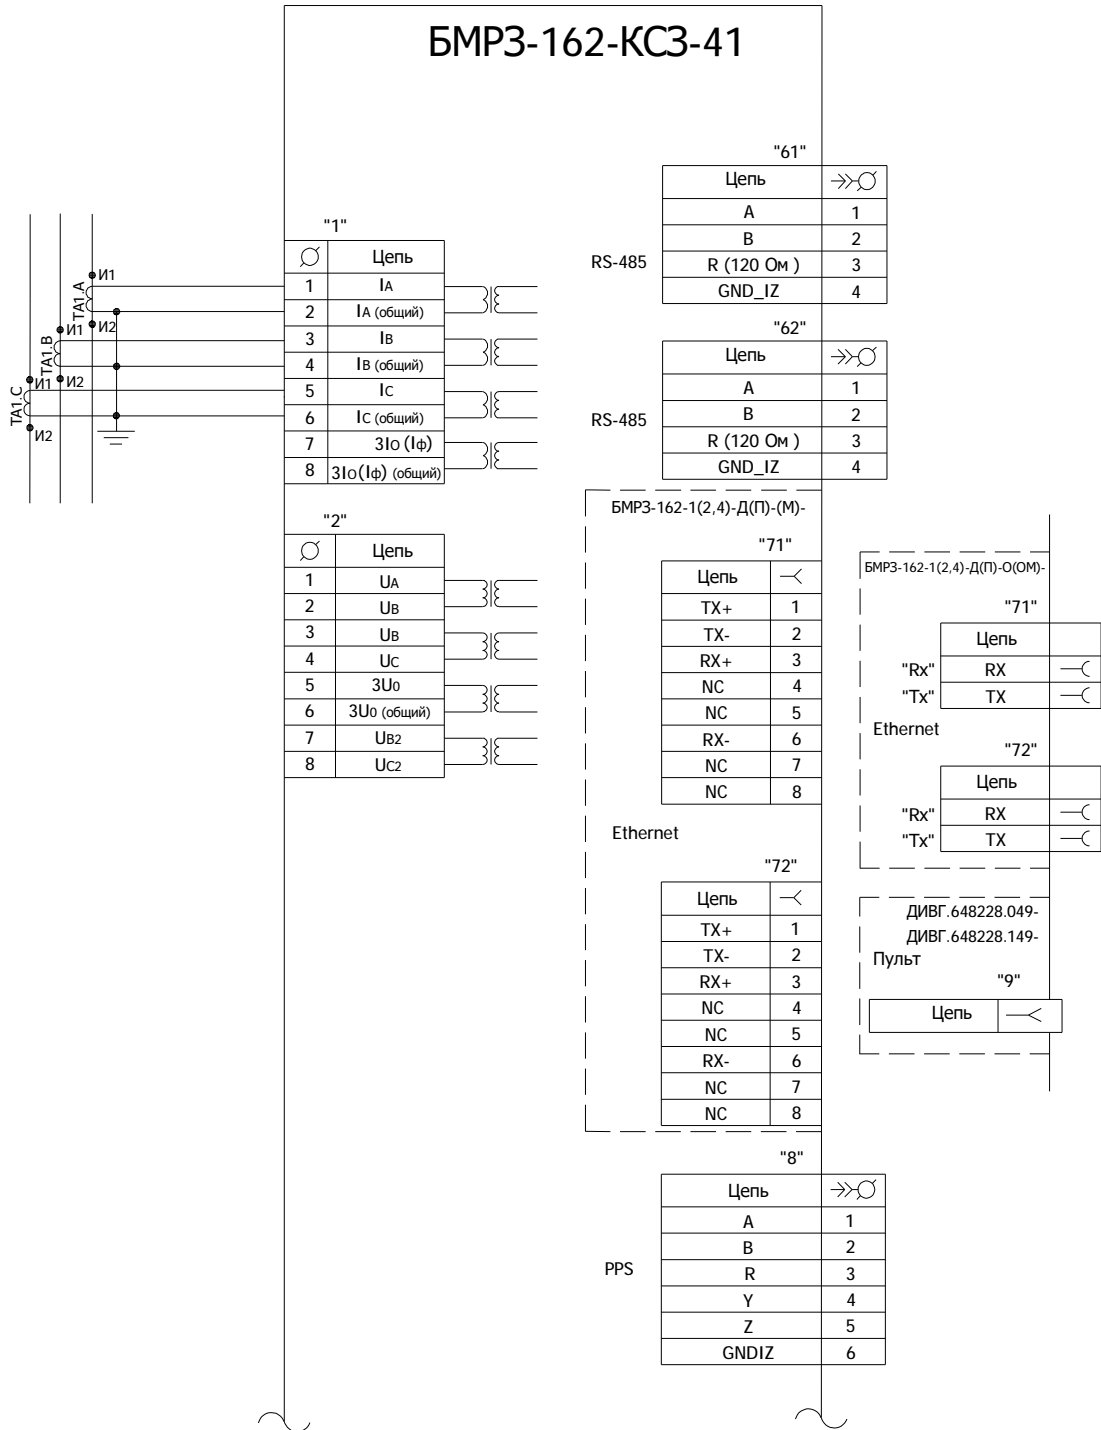 БМРЗ-162-КСЗ-41
"1"
Цепь
1 IA
2 IA (общий)
3 IB
4 IB (общий)
5 IC
6 IC (общий)
7 3IO (Iф)
8 3IO(Iф) (общий)
TA1.A
И1
И2
TA1.B
И1
И2
TA1.C
И1
И2
"2"
Цепь
1 UA
2 UB
3 UB
4 UC
5 3U0
6 3U0 (общий)
7 UB2
8 UC2
"61"
RS-485
Цепь
A 1
B 2
R (120 Ом ) 3
GND_IZ 4
"62"
RS-485
Цепь
A 1
B 2
R (120 Ом ) 3
GND_IZ 4
БМРЗ-162-1(2,4)-Д(П)-(М)-
"71"
Цепь
TX+ 1
TX- 2
RX+ 3
NC 4
NC 5
RX- 6
NC 7
NC 8
Ethernet
"72"
Цепь
TX+ 1
TX- 2
RX+ 3
NC 4
NC 5
RX- 6
NC 7
NC 8
"8"
PPS
Цепь
A 1
B 2
R 3
Y 4
Z 5
GNDIZ 6
БМРЗ-162-1(2,4)-Д(П)-О(ОМ)-
"71"
Цепь
"Rx" RX
"Tx" TX
Ethernet
"72"
Цепь
"Rx" RX
"Tx" TX
ДИВГ.648228.049-
ДИВГ.648228.149-
Пульт
"9"
Цепь